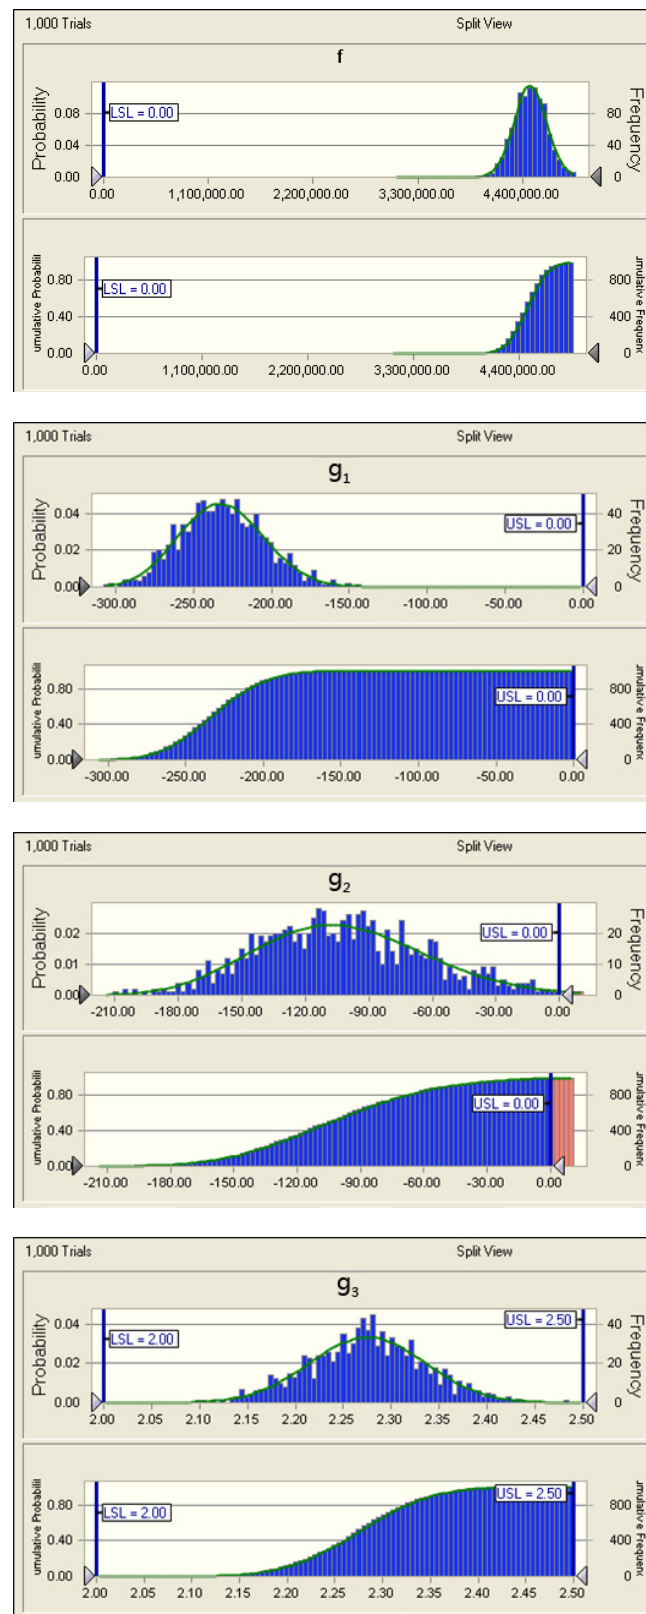 1,000 Trials Split View
f
Probability
Frequency
LSL = 0.00
0.08
0.04
0.00
80
40
0
0.00 1,100,000.00 2,200,000.00 3,300,000.00 4,400,000.00
umulative Probabili
LSL = 0.00
0.80
0.40
0.00
800
400
0
0.00 1,100,000.00 2,200,000.00 3,300,000.00 4,400,000.00
1,000 Trials Split View
g1
Probability
Frequency
USL = 0.00
0.04
0.02
0.00
40
20
0
-300.00 -250.00 -200.00 -150.00 -100.00 -50.00 0.00
umulative Probabili
USL = 0.00
0.80
0.40
0.00
800
400
0
-300.00 -250.00 -200.00 -150.00 -100.00 -50.00 0.00
1,000 Trials Split View
g2
Probability
Frequency
USL = 0.00
0.02
0.01
0.00
20
10
0
-210.00 -180.00 -150.00 -120.00 -90.00 -60.00 -30.00 0.00
umulative Probabili
USL = 0.00
0.80
0.40
0.00
800
400
0
-210.00 -180.00 -150.00 -120.00 -90.00 -60.00 -30.00 0.00
1,000 Trials Split View
g3
Probability
Frequency
LSL = 2.00
USL = 2.50
0.04
0.02
0.00
40
20
0
2.00 2.05 2.10 2.15 2.20 2.25 2.30 2.35 2.40 2.45 2.50
umulative Probabili
LSL = 2.00
USL = 2.50
0.80
0.40
0.00
800
400
0
2.00 2.05 2.10 2.15 2.20 2.25 2.30 2.35 2.40 2.45 2.50